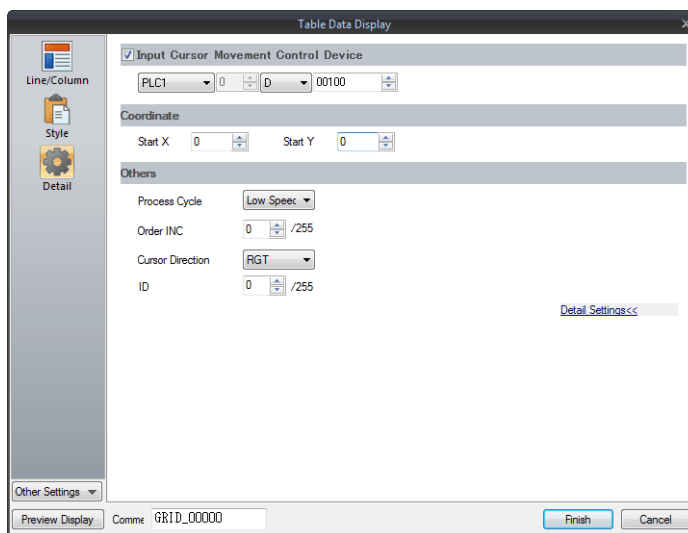 Table Data Display
Line/Column
Style
Detail
Input Cursor Movement Control Device
PLC1 0 D 00100
Coordinate
Start X 0 Start Y 0
Others
Process Cycle Low Speec
Order INC 0 /255
Cursor Direction RGT
ID 0 /255
Detail Settings<<
Other Settings
Preview Display Comme GRID_00000 Finish Cancel